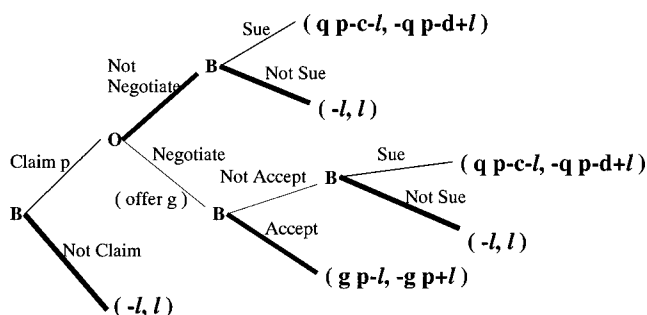 Sue
( q p-c-l, -q p-d+l )
Not
Negotiate
B
Not Sue
(-l, l )
O
Claim p
Negotiate
Sue
( q p-c-l, -q p-d+l )
Not Accept
B
( offer g )
Not Sue
B
B
Accept
(-l, l )
Not Claim
( g p-l, -g p+l )
(-l, l )